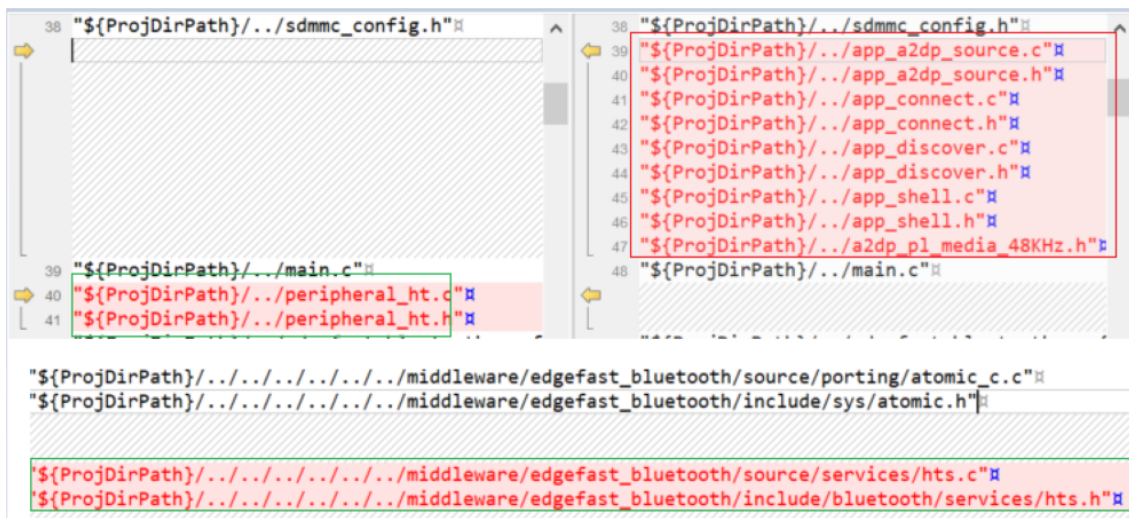 38 "${ProjDirPath}/../sdmmc_config.h"¤
39 "${ProjDirPath}/../main.c"¤
40 "${ProjDirPath}/../peripheral_ht.c"¤
41 "${ProjDirPath}/../peripheral_ht.h"¤
38 "${ProjDirPath}/../sdmmc_config.h"¤
39 "${ProjDirPath}/../app_a2dp_source.c"¤
40 "${ProjDirPath}/../app_a2dp_source.h"¤
41 "${ProjDirPath}/../app_connect.c"¤
42 "${ProjDirPath}/../app_connect.h"¤
43 "${ProjDirPath}/../app_discover.c"¤
44 "${ProjDirPath}/../app_discover.h"¤
45 "${ProjDirPath}/../app_shell.c"¤
46 "${ProjDirPath}/../app_shell.h"¤
47 "${ProjDirPath}/../a2dp_pl_media_48KHz.h"¤
48 "${ProjDirPath}/../main.c"¤
"${ProjDirPath}/../../../../../../middleware/edgefast_bluetooth/source/porting/atomic_c.c"¤
"${ProjDirPath}/../../../../../../middleware/edgefast_bluetooth/include/sys/atomic.h"¤
"${ProjDirPath}/../../../../../../middleware/edgefast_bluetooth/source/services/hts.c"¤
"${ProjDirPath}/../../../../../../middleware/edgefast_bluetooth/include/bluetooth/services/hts.h"¤